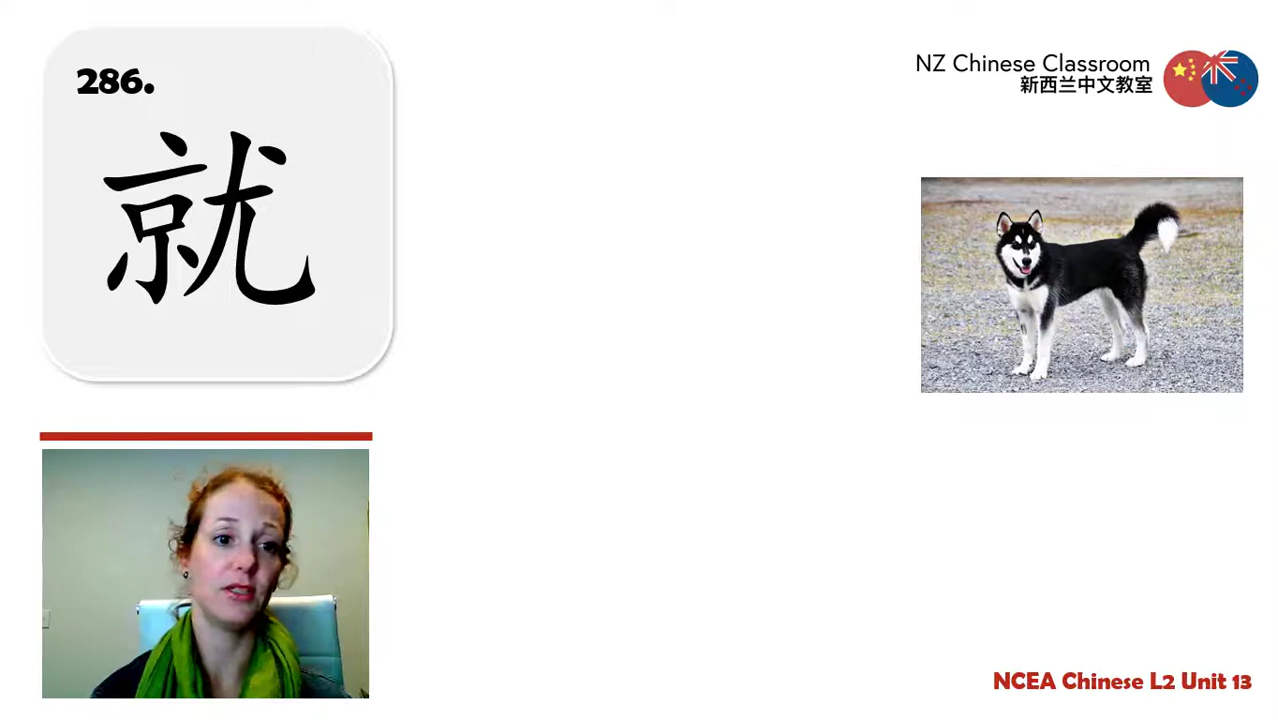 286.
就
NZ Chinese Classroom
新西兰中文教室
NCEA Chinese L2 Unit 13